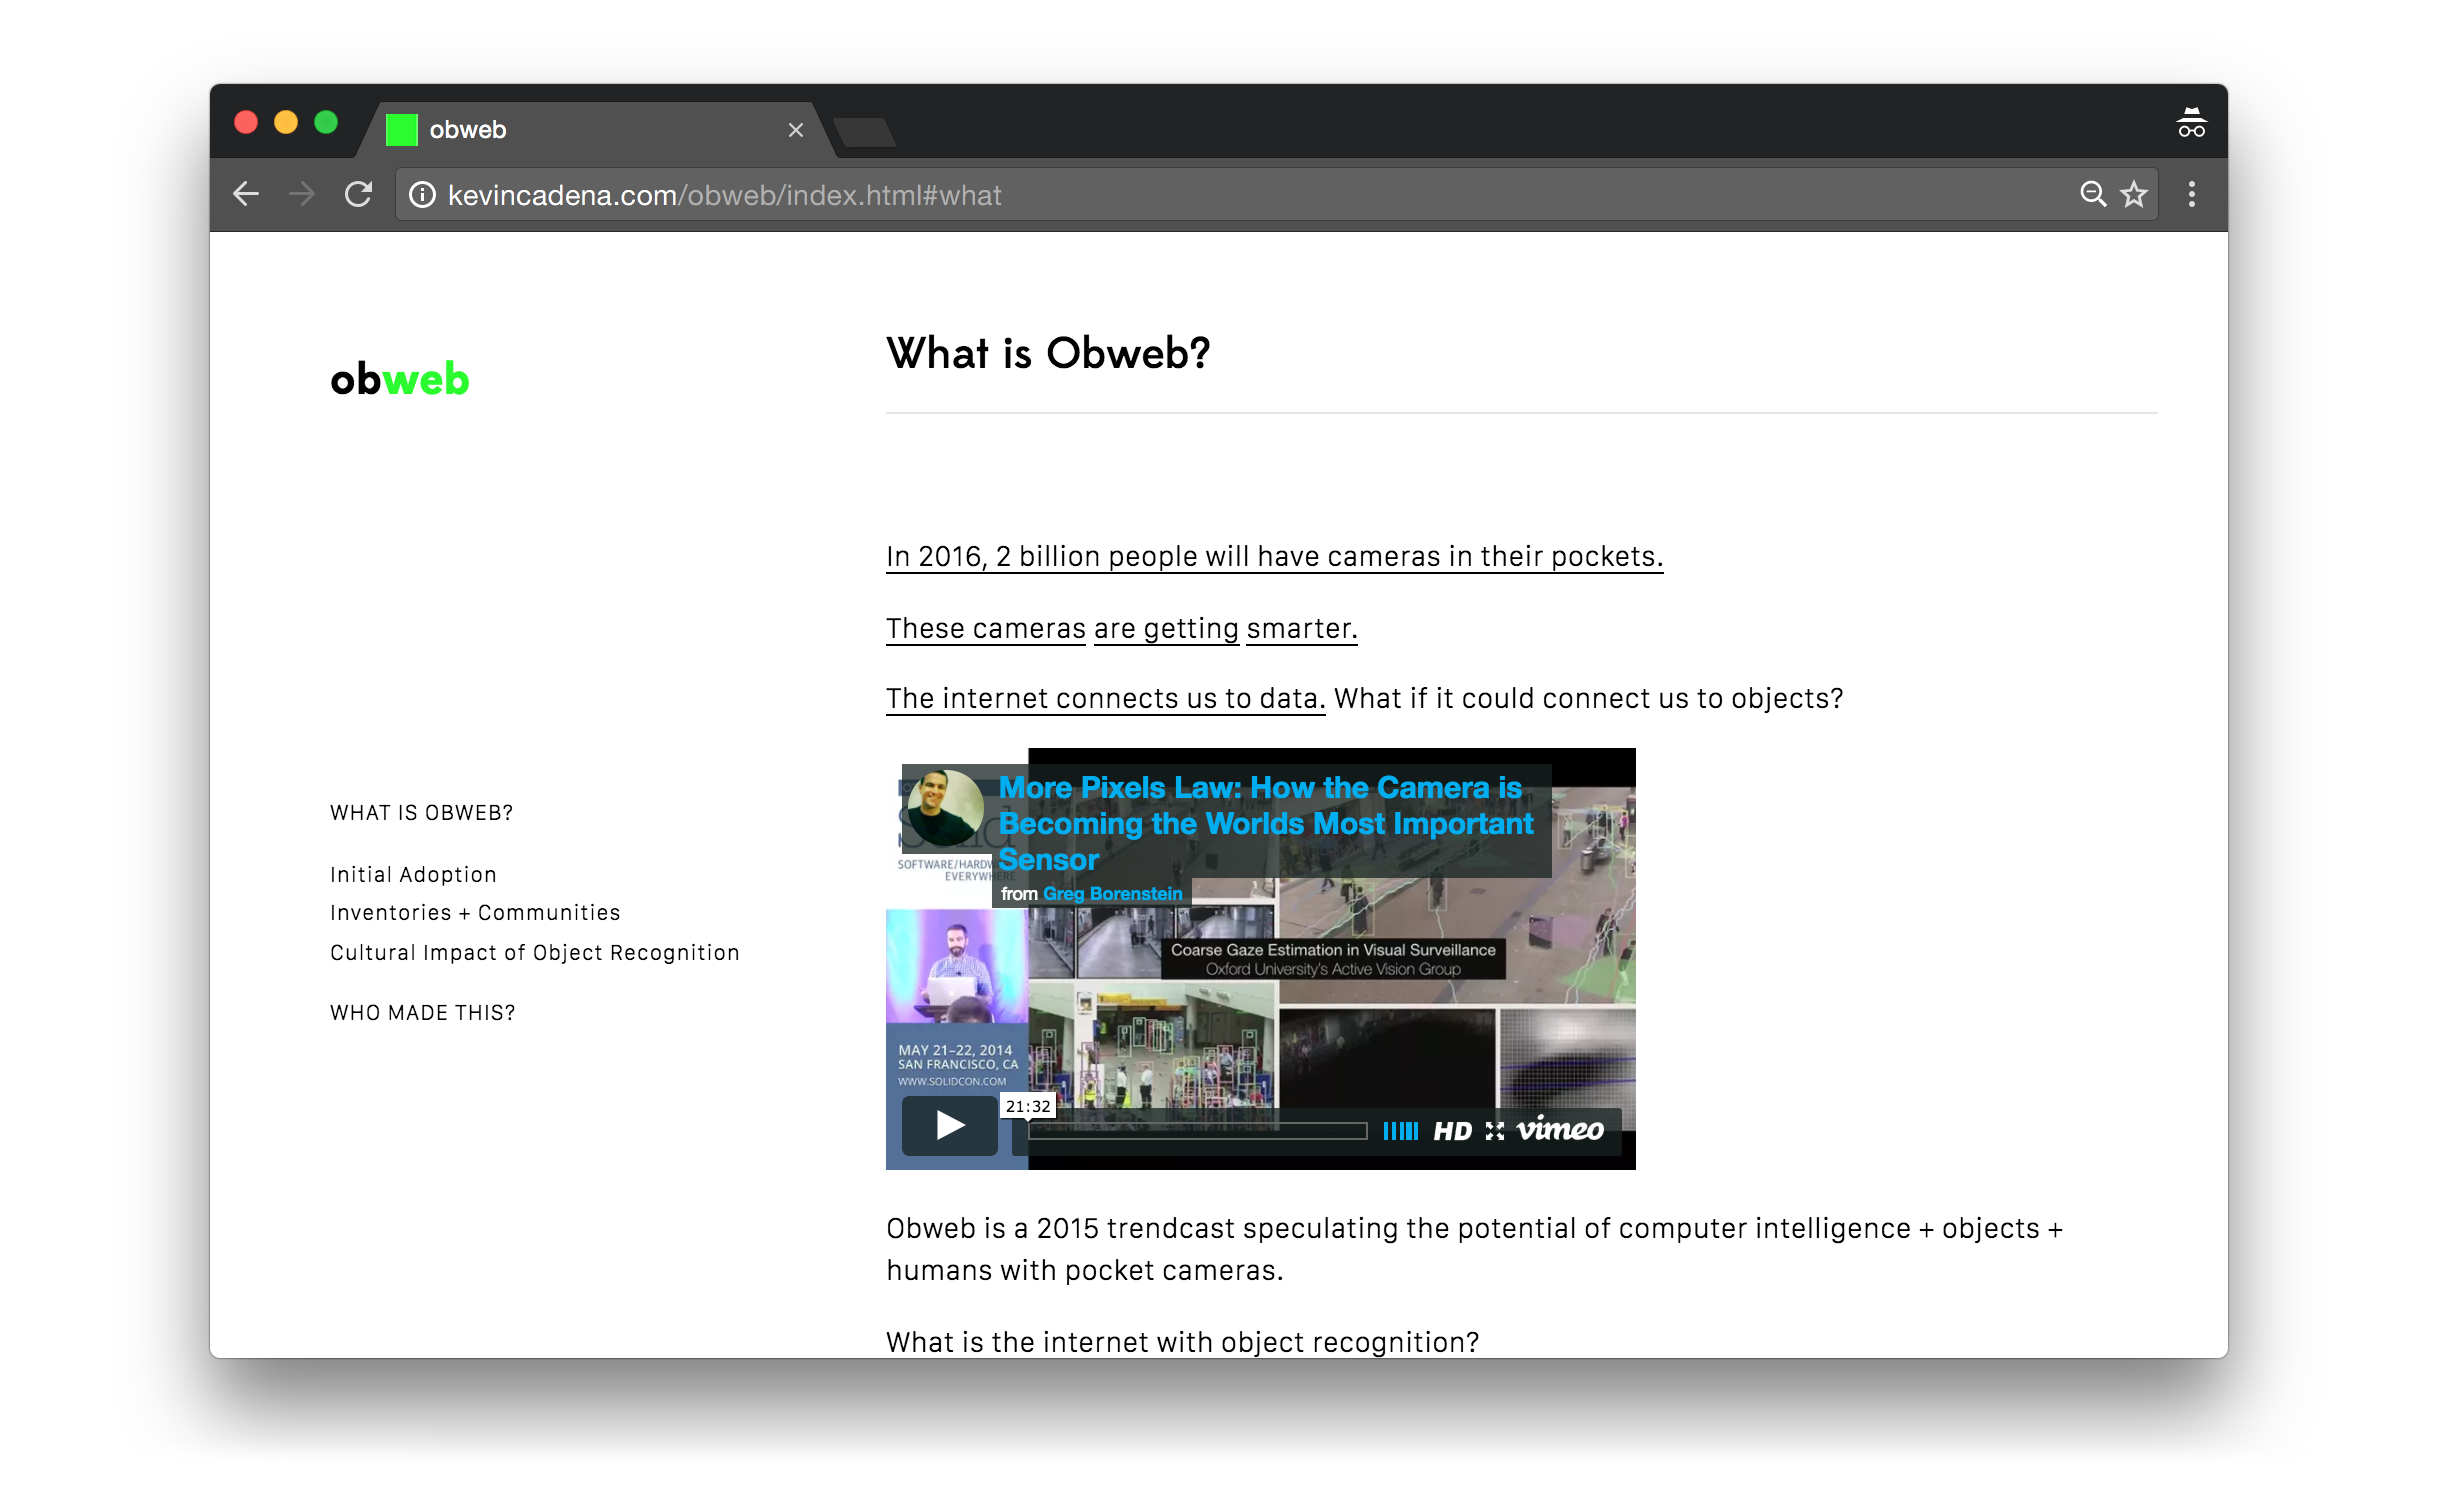 obweb
kevincadena.com/obweb/index.html#what
obweb
WHAT IS OBWEB?
Initial Adoption
Inventories + Communities
Cultural Impact of Object Recognition
WHO MADE THIS?
What is Obweb?
In 2016, 2 billion people will have cameras in their pockets.
These cameras are getting smarter.
The internet connects us to data. What if it could connect us to objects?
More Pixels Law: How the Camera is
Becoming the Worlds Most Important
Sensor
from Greg Borenstein
EVERYWHERE
Coarse Gaze Estimation in Visual Surveillance
Oxford University's Active Vision Group
MAY 21–22, 2014
SAN FRANCISCO, CA
WWW.SOLIDCON.COM
21:32
HD
vimeo
Obweb is a 2015 trendcast speculating the potential of computer intelligence + objects +
humans with pocket cameras.
What is the internet with object recognition?